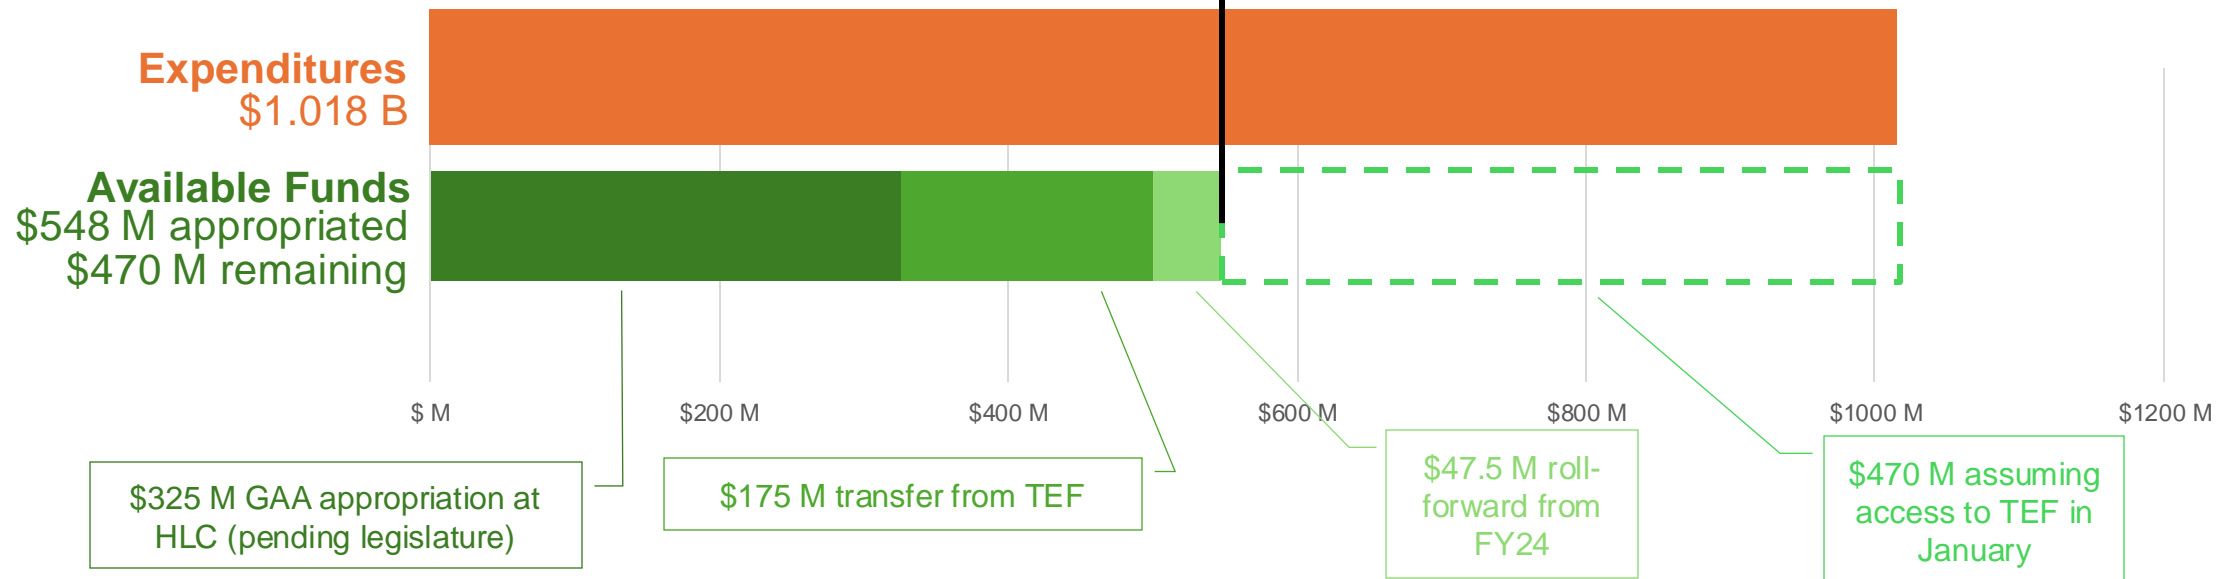 Expenditures
$1.018 B
Available Funds
$548 M appropriated
$470 M remaining
$ M
$200 M
$400 M
$600 M
$800 M
$1000 M
$1200 M
$325 M GAA appropriation at
HLC (pending legislature)
$175 M transfer from TEF
$47.5 M roll-
forward from
FY24
$470 M assuming
access to TEF in
January